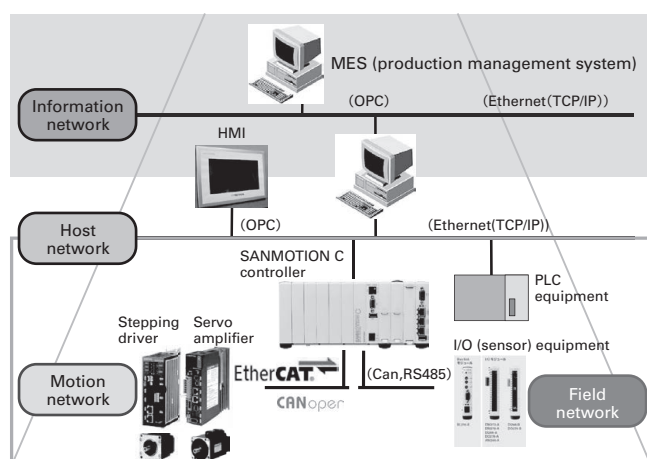 MES (production management system)
Information
network
(OPC)
(Ethernet(TCP/IP))
HMI
Host
network
(OPC)
(Ethernet(TCP/IP))
SANMOTION C
controller
PLC
equipment
Stepping
driver
Servo
amplifier
I/O (sensor) equipment
Motion
network
EtherCAT
(Can,RS485)
CANoper
Field
network